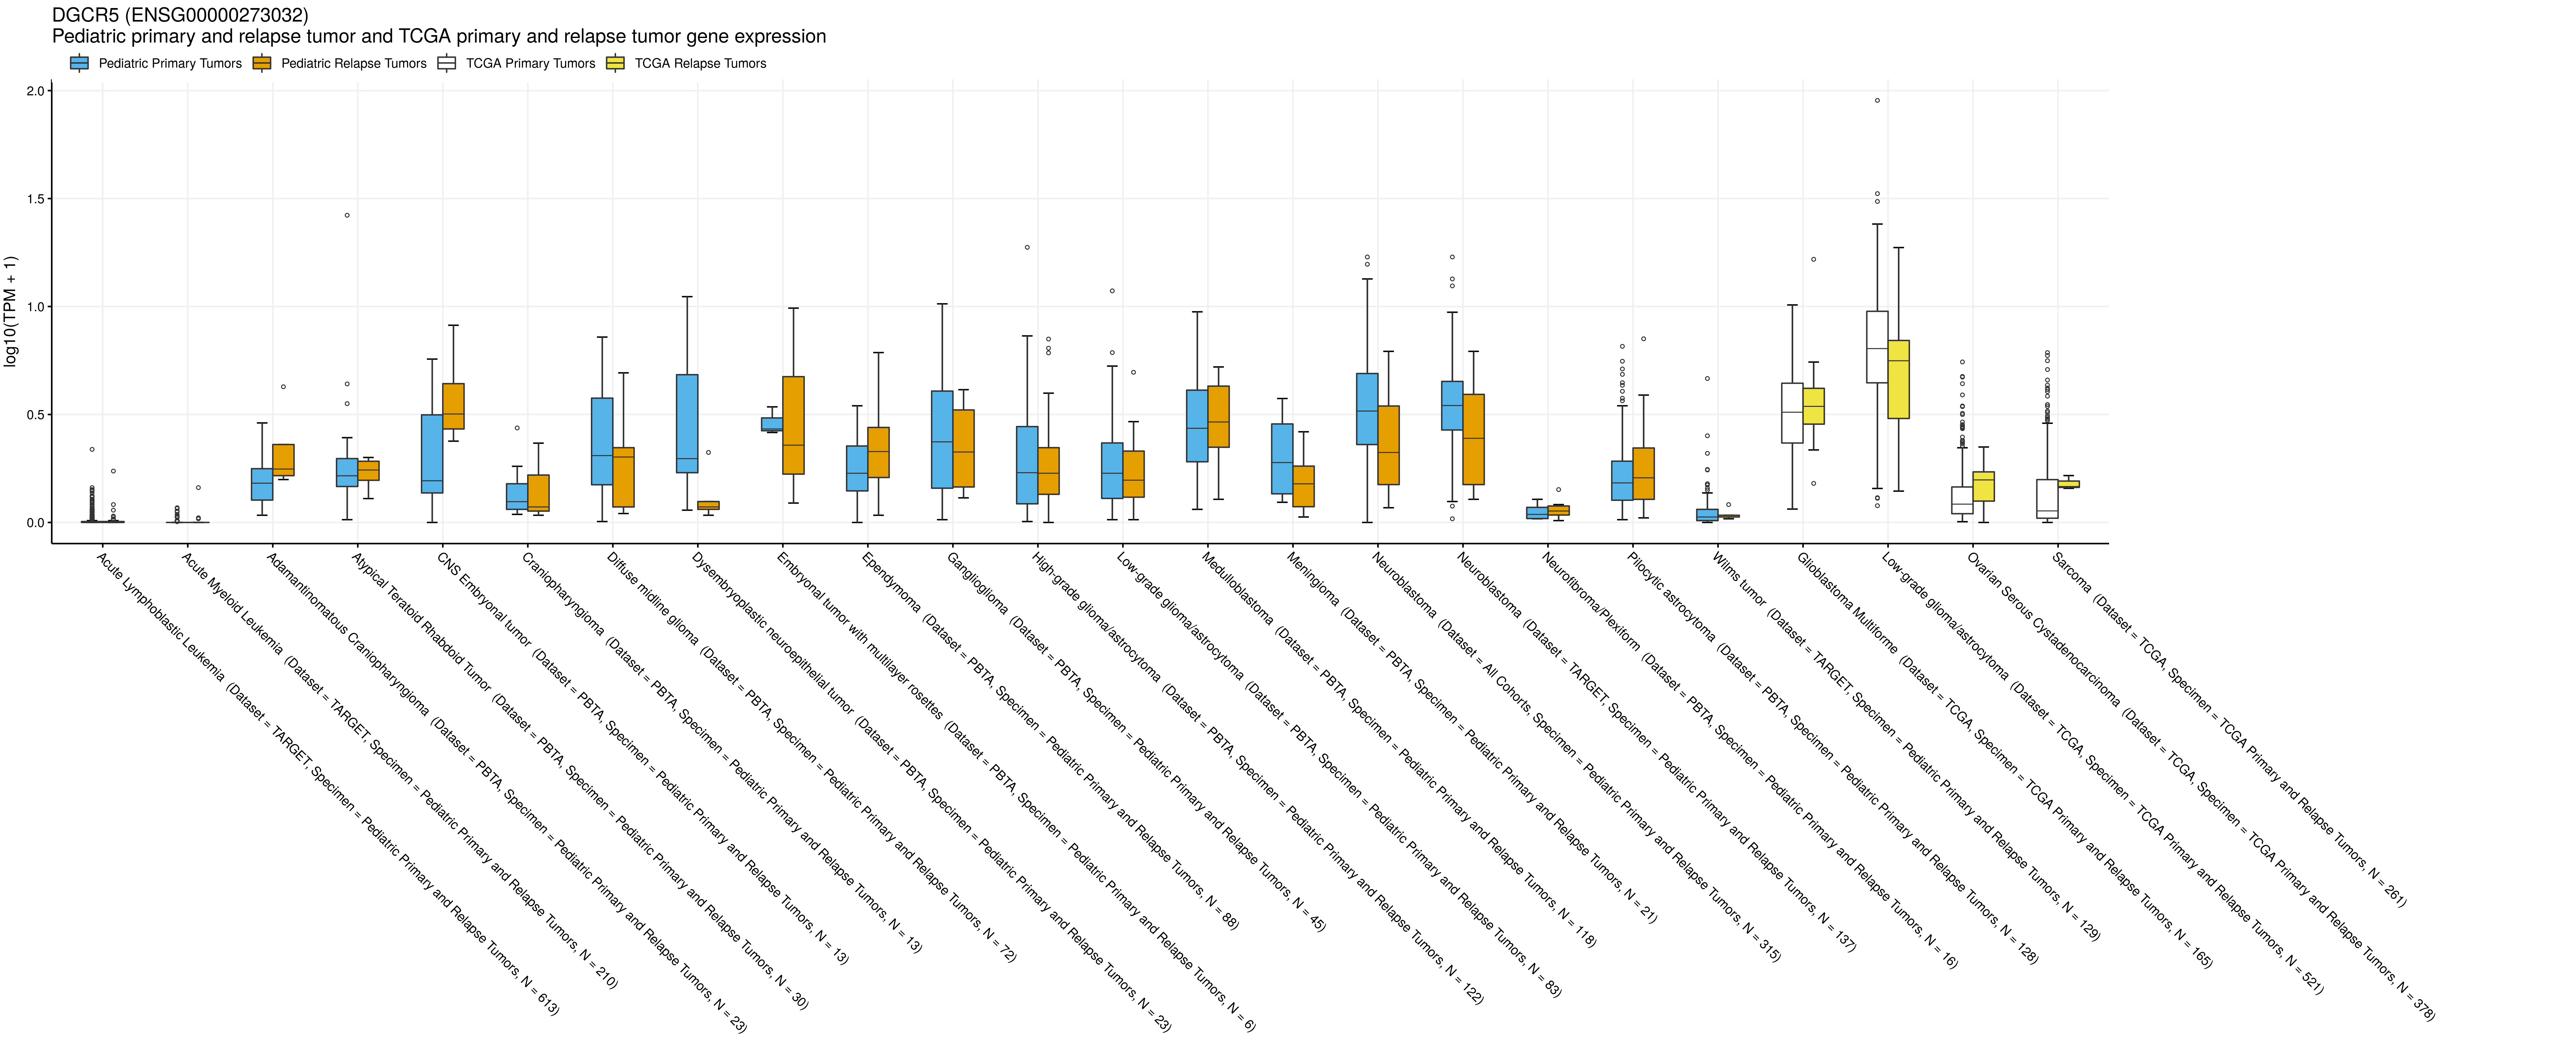 DGCR5 (ENSG00000273032)
Pediatric primary and relapse tumor and TCGA primary and relapse tumor gene expression
Pediatric Primary Tumors
Pediatric Relapse Tumors
TCGA Primary Tumors
TCGA Relapse Tumors
log10(TPM + 1)
2.0
1.5
1.0
0.5
0.0
Acute Lymphoblastic Leukemia (Dataset = TARGET, Specimen = Pediatric Primary and Relapse Tumors, N = 613)
Acute Myeloid Leukemia (Dataset = TARGET, Specimen = Pediatric Primary and Relapse Tumors, N = 210)
Adamantinomatous Craniopharyngioma (Dataset = PBTA, Specimen = Pediatric Primary and Relapse Tumors, N = 23)
Atypical Teratoid Rhabdoid Tumor (Dataset = PBTA, Specimen = Pediatric Primary and Relapse Tumors, N = 30)
CNS Embryonal tumor (Dataset = PBTA, Specimen = Pediatric Primary and Relapse Tumors, N = 13)
Craniopharyngioma (Dataset = PBTA, Specimen = Pediatric Primary and Relapse Tumors, N = 13)
Diffuse midline glioma (Dataset = PBTA, Specimen = Pediatric Primary and Relapse Tumors, N = 72)
Dysembryoplastic neuroepithelial tumor (Dataset = PBTA, Specimen = Pediatric Primary and Relapse Tumors, N = 23)
Embryonal tumor with multilayer rosettes (Dataset = PBTA, Specimen = Pediatric Primary and Relapse Tumors, N = 6)
Ependymoma (Dataset = PBTA, Specimen = Pediatric Primary and Relapse Tumors, N = 88)
Ganglioglioma (Dataset = PBTA, Specimen = Pediatric Primary and Relapse Tumors, N = 45)
High-grade glioma/astrocytoma (Dataset = PBTA, Specimen = Pediatric Primary and Relapse Tumors, N = 122)
Low-grade glioma/astrocytoma (Dataset = PBTA, Specimen = Pediatric Primary and Relapse Tumors, N = 83)
Medulloblastoma (Dataset = PBTA, Specimen = Pediatric Primary and Relapse Tumors, N = 118)
Meningioma (Dataset = PBTA, Specimen = Pediatric Primary and Relapse Tumors, N = 21)
Neuroblastoma (Dataset = All Cohorts, Specimen = Pediatric Primary and Relapse Tumors, N = 315)
Neuroblastoma (Dataset = TARGET, Specimen = Pediatric Primary and Relapse Tumors, N = 137)
Neurofibroma/Plexiform (Dataset = PBTA, Specimen = Pediatric Primary and Relapse Tumors, N = 16)
Pilocytic astrocytoma (Dataset = PBTA, Specimen = Pediatric Primary and Relapse Tumors, N = 128)
Wilms tumor (Dataset = TARGET, Specimen = Pediatric Primary and Relapse Tumors, N = 129)
Glioblastoma Multiforme (Dataset = TCGA, Specimen = TCGA Primary and Relapse Tumors, N = 165)
Low-grade glioma/astrocytoma (Dataset = TCGA, Specimen = TCGA Primary and Relapse Tumors, N = 521)
Ovarian Serous Cystadenocarcinoma (Dataset = TCGA, Specimen = TCGA Primary and Relapse Tumors, N = 378)
Sarcoma (Dataset = TCGA, Specimen = TCGA Primary and Relapse Tumors, N = 261)